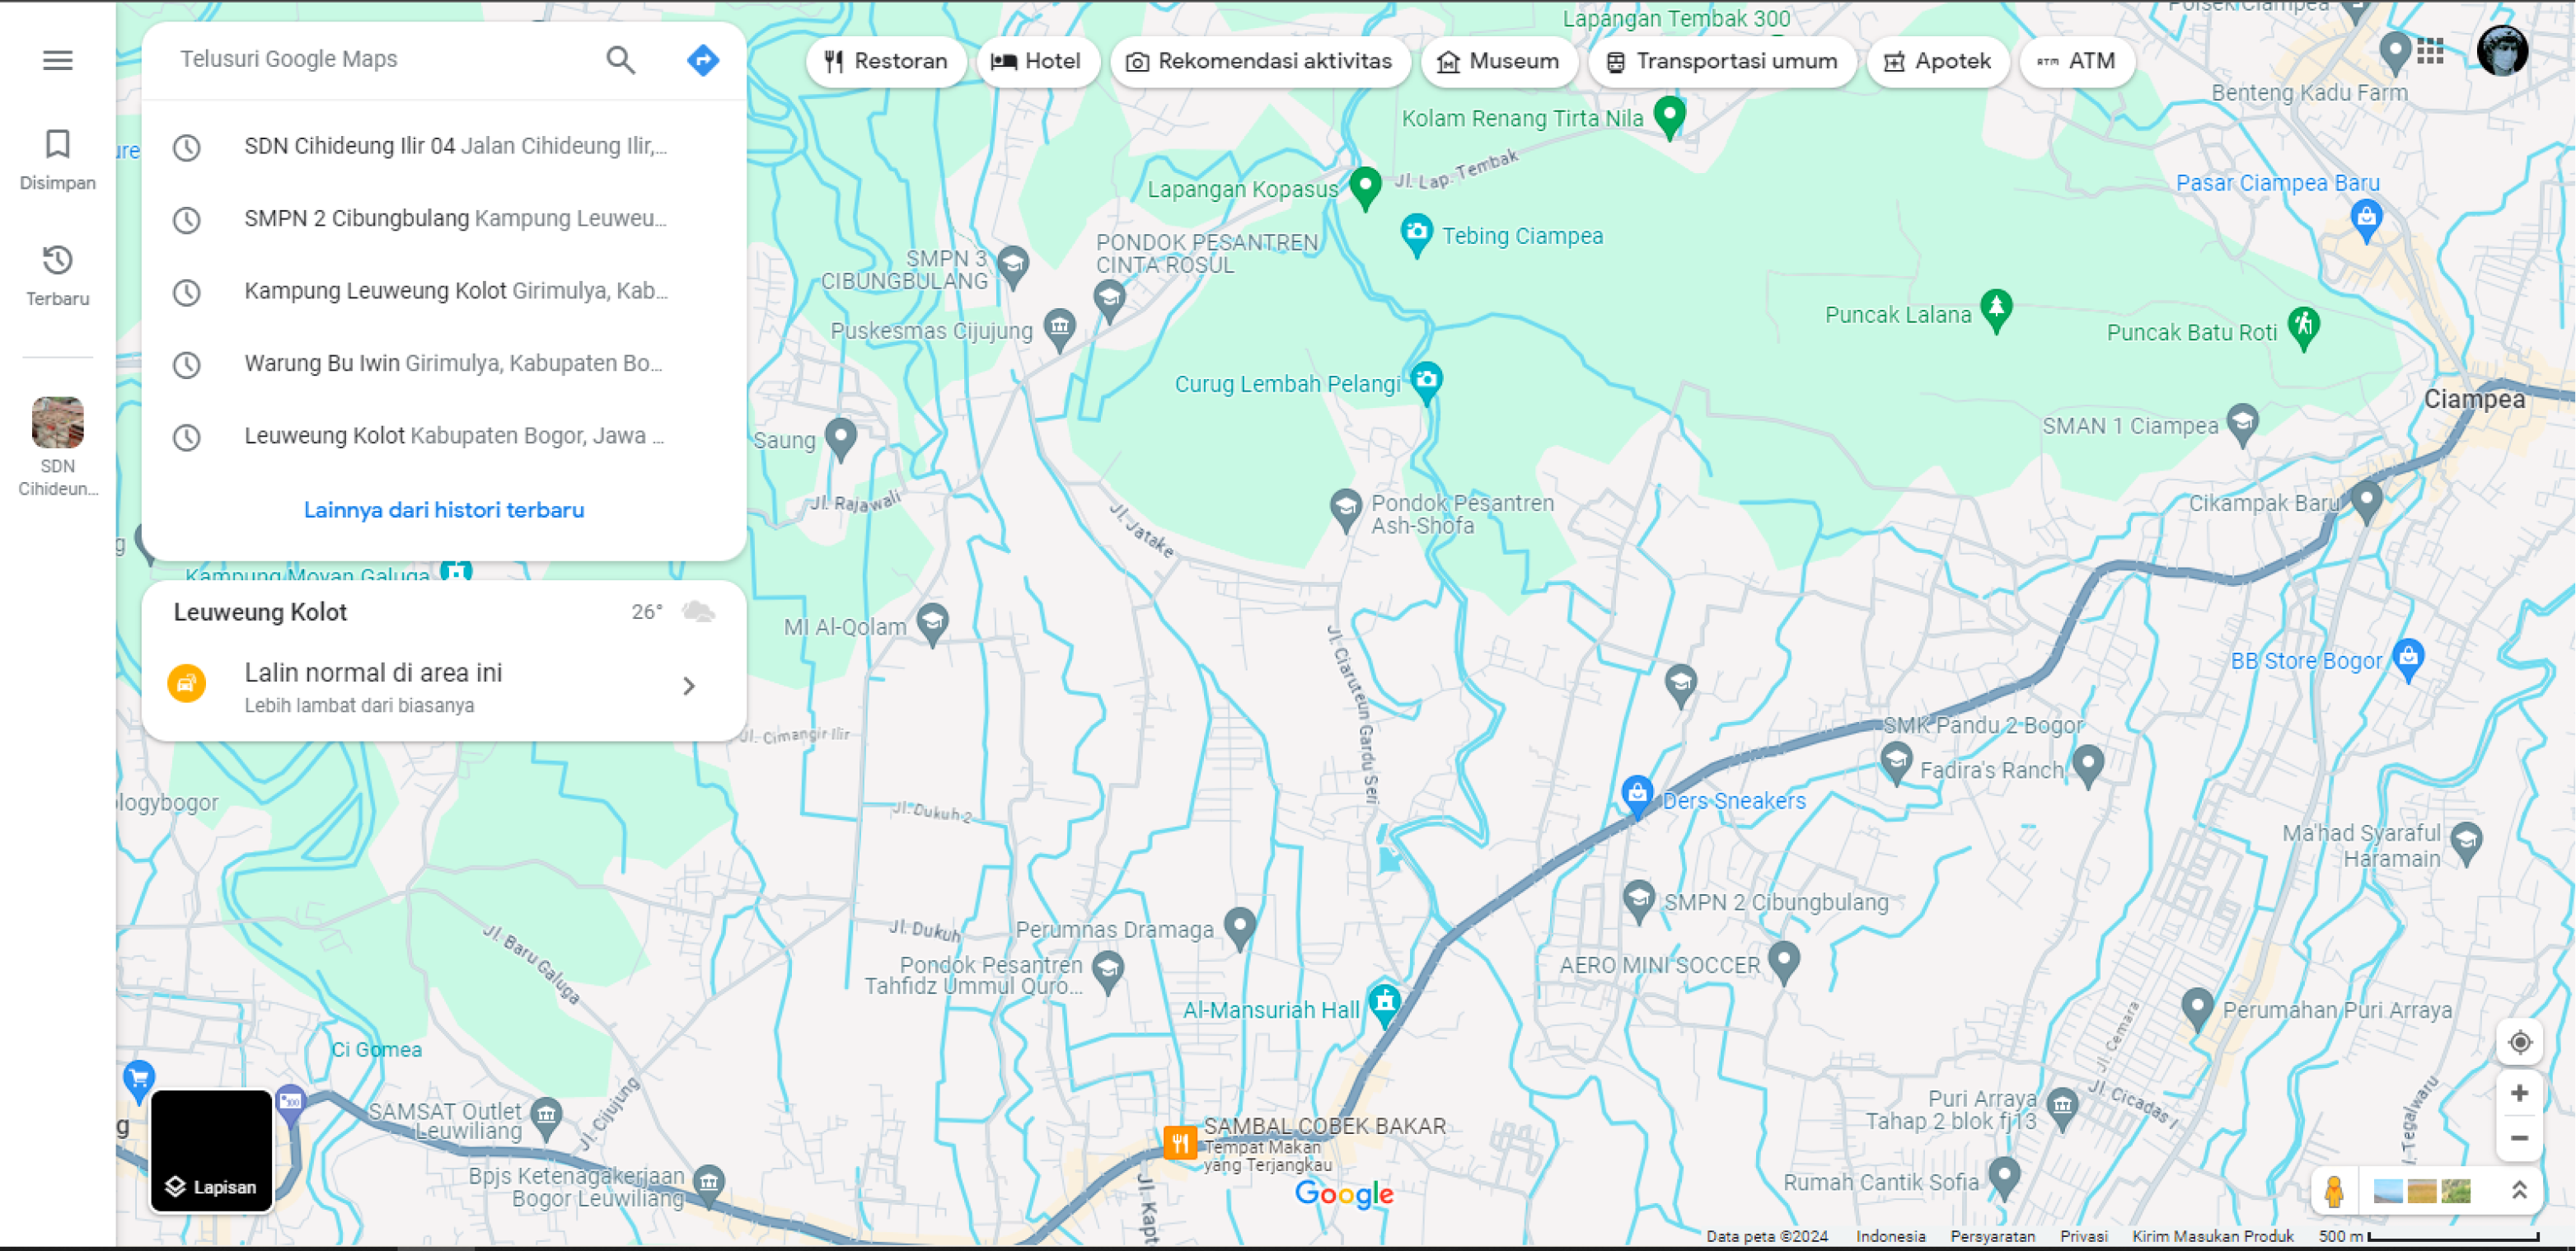 Telusuri Google Maps
Restoran
Hotel
Rekomendasi aktivitas
Museum
Transportasi umum
Apotek
ATM
Disimpan
Terbaru
SDN
Cihideun...
SDN Cihideung Ilir 04 Jalan Cihideung Ilir,...
SMPN 2 Cibungbulang Kampung Leuweu...
Kampung Leuweung Kolot Girimulya, Kab...
Warung Bu Iwin Girimulya, Kabupaten Bo...
Leuweung Kolot Kabupaten Bogor, Jawa ...
Lainnya dari histori terbaru
Kampung Moyan Galuga
Leuweung Kolot
26°
Lalin normal di area ini
Lebih lambat dari biasanya
Lapangan Tembak 300
Polsek Ciampea
Benteng Kadu Farm
Kolam Renang Tirta Nila
Jl. Lap. Tembak
Lapangan Kopasus
Pasar Ciampea Baru
Tebing Ciampea
PONDOK PESANTREN
CINTA ROSUL
SMPN 3
CIBUNGBULANG
Puskesmas Cijujung
Puncak Lalana
Puncak Batu Roti
Curug Lembah Pelangi
Ciampea
SMAN 1 Ciampea
Saung
Jl. Rajawali
Jl. Jatake
Pondok Pesantren
Ash-Shofa
Cikampak Baru
MI Al-Qolam
Jl. Ciaruteun Gardu Seri
BB Store Bogor
Jl. Cimangir Ilir
SMK Pandu 2 Bogor
Fadira's Ranch
Ders Sneakers
logybogor
Jl. Dukuh 2
Ma'had Syaraful
Haramain
SMPN 2 Cibungbulang
Jl. Dukuh
Perumnas Dramaga
Jl. Baru Galuga
Pondok Pesantren
Tahfidz Ummul Quro...
AERO MINI SOCCER
Al-Mansuriah Hall
Perumahan Puri Arraya
Ci Gomea
Jl. Cemara
Jl. Cicadas I
Jl. Cijujung
SAMSAT Outlet
Leuwiliang
Puri Arraya
Tahap 2 blok fj13
SAMBAL COBEK BAKAR
Tempat Makan
yang Terjangkau
l. Tegalwaru
Bpjs Ketenagakerjaan
Bogor Leuwiliang
Jl. Kapt
Rumah Cantik Sofia
Lapisan
Google
Data peta ©2024
Indonesia
Persyaratan
Privasi
Kirim Masukan Produk
500 m